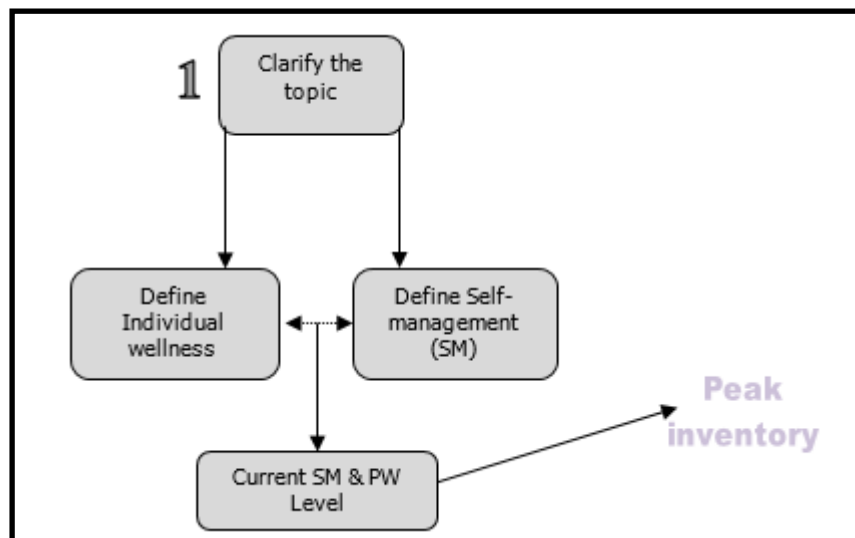 1
Clarify the
topic
Define
Individual
wellness
Define Self-
management
(SM)
Peak
inventory
Current SM & PW
Level